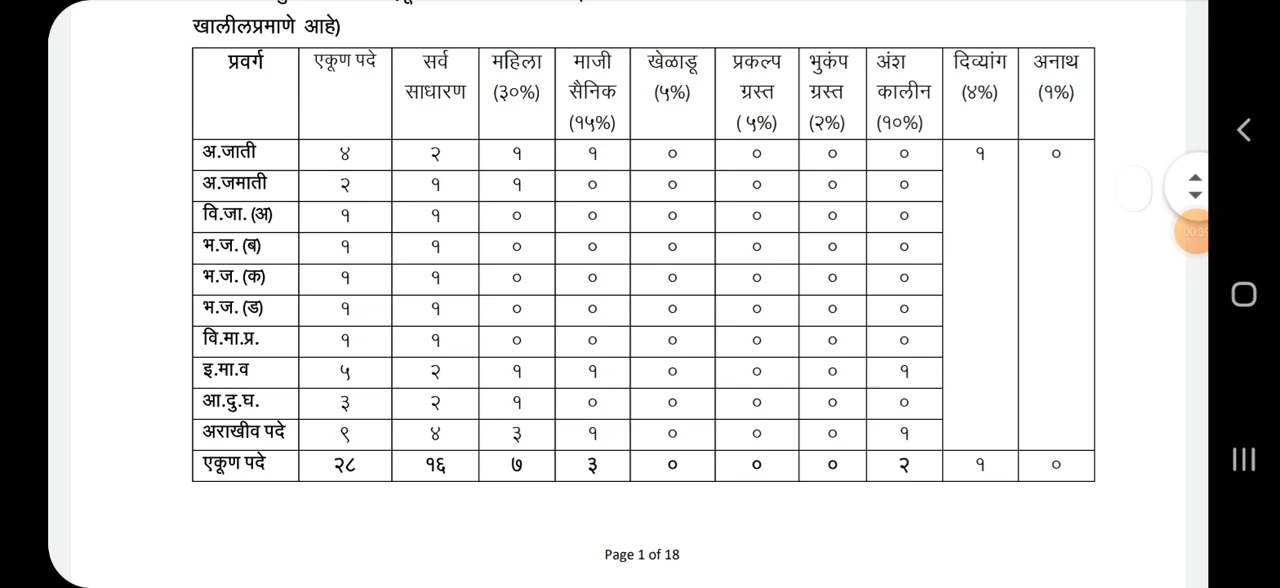 खालीलप्रमाणे आहे)
प्रवर्ग एकूण पदे सर्व साधारण महिला (३०%) माजी सैनिक (१५%) खेळाडू (५%) प्रकल्प ग्रस्त ( ५%) भुकंप ग्रस्त (२%) अंश कालीन (१०%) दिव्यांग (४%) अनाथ (१%)
अ.जाती ४ २ १ १ ० ० ० ० १ ०
अ.जमाती २ १ १ ० ० ० ० ०
वि.जा. (अ) १ १ ० ० ० ० ० ०
भ.ज. (ब) १ १ ० ० ० ० ० ०
भ.ज. (क) १ १ ० ० ० ० ० ०
भ.ज. (ड) १ १ ० ० ० ० ० ०
वि.मा.प्र. १ १ ० ० ० ० ० ०
इ.मा.व ५ २ १ १ ० ० ० १
आ.दु.घ. ३ २ १ ० ० ० ० ०
अराखीव पदे ९ ४ ३ १ ० ० ० १
एकूण पदे २८ १६ ७ ३ ० ० ० २ १ ०
Page 1 of 18